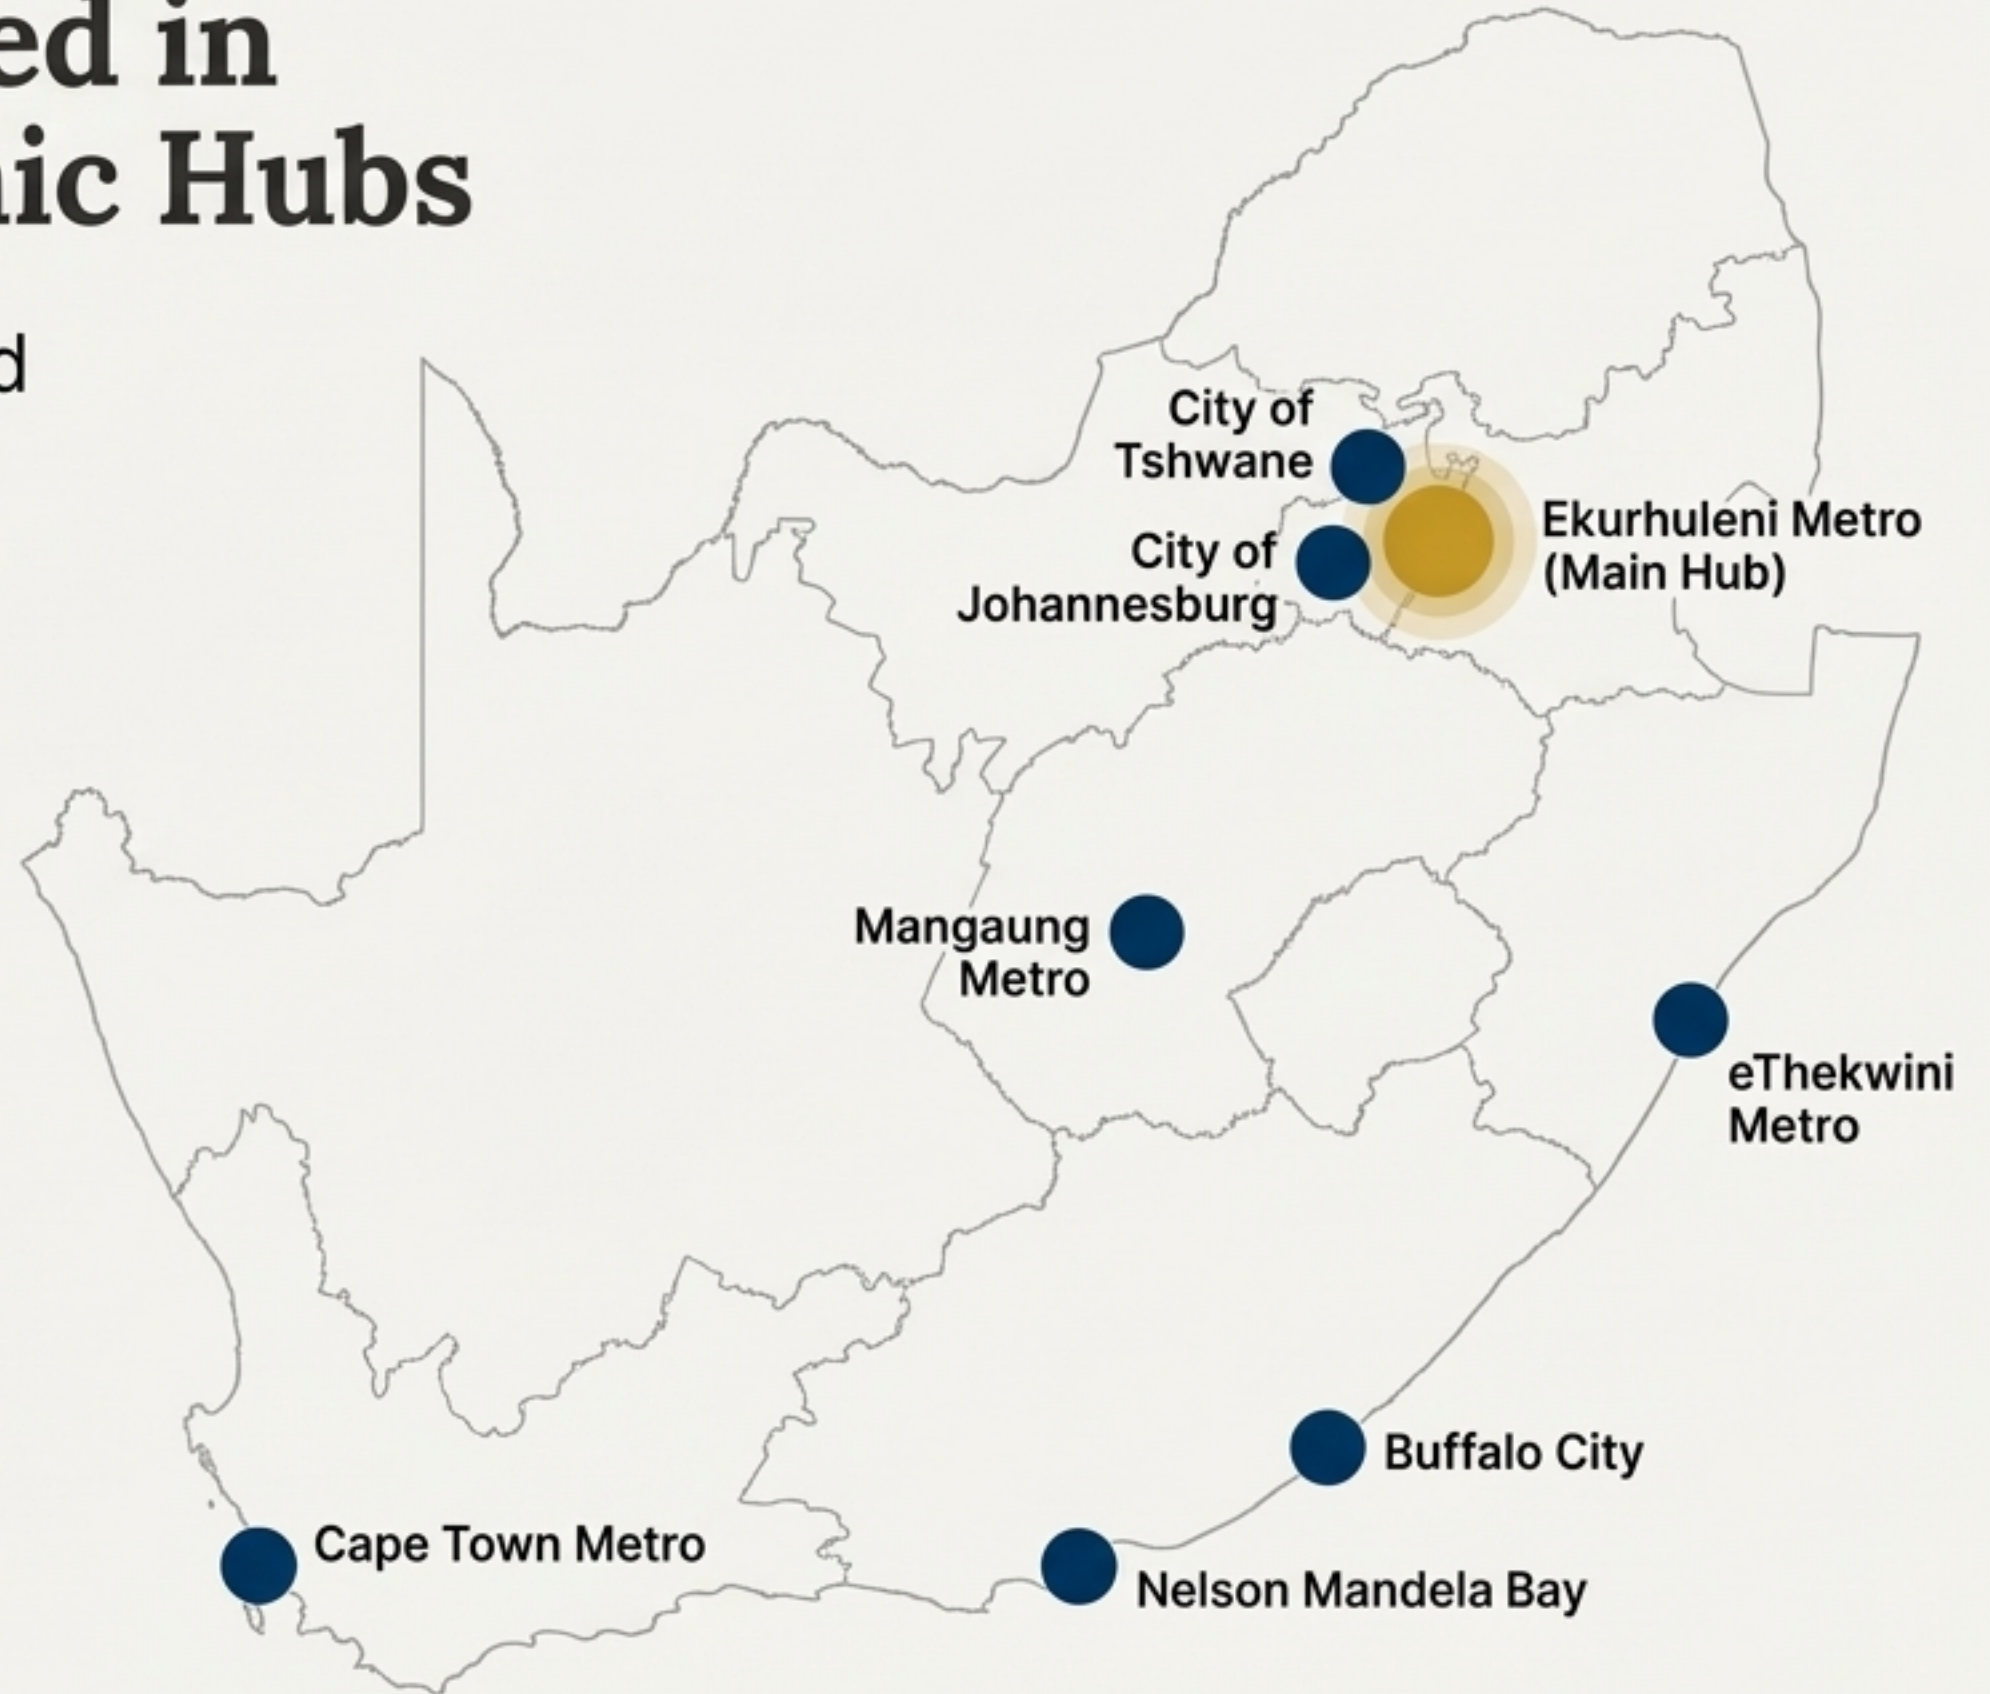 ed in
ic Hubs
d
City of
Tshwane
City of
Johannesburg
Ekurhuleni Metro
(Main Hub)
Mangaung
Metro
eThekwini
Metro
Buffalo City
Cape Town Metro
Nelson Mandela Bay